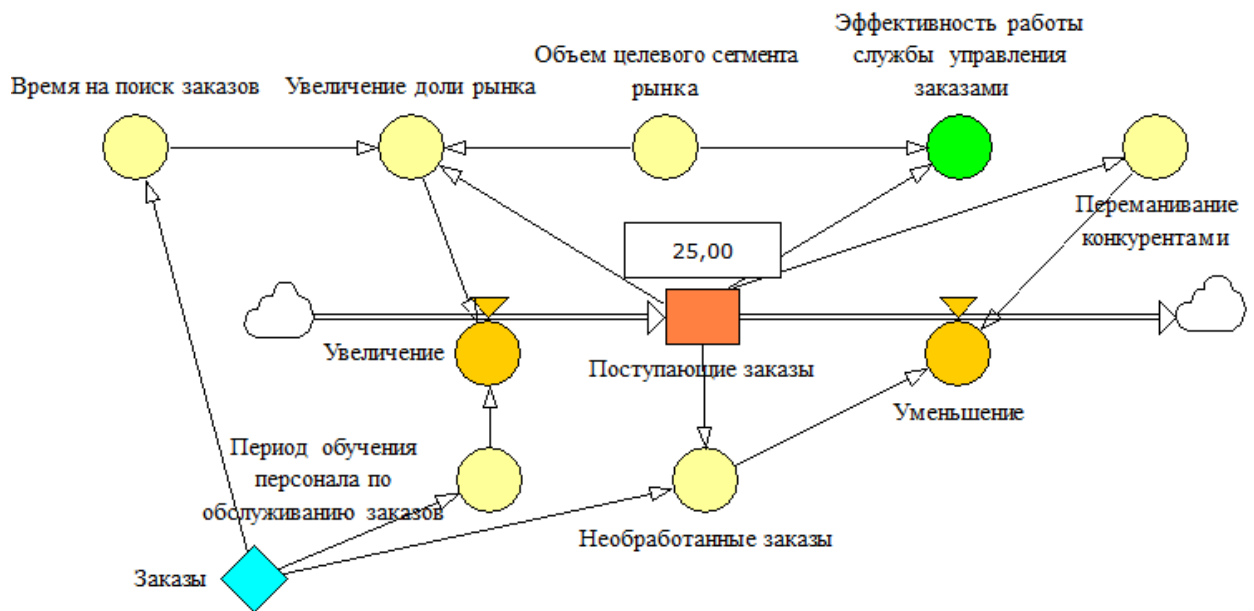 Эффективность работы
службы управления
заказами
Объем целевого сегмента
рынка
Время на поиск заказов
Увеличение доли рынка
Переманивание
конкурентами
25,00
Увеличение
Поступающие заказы
Уменьшение
Период обучения
персонала по
обслуживанию заказов
Необработанные заказы
Заказы